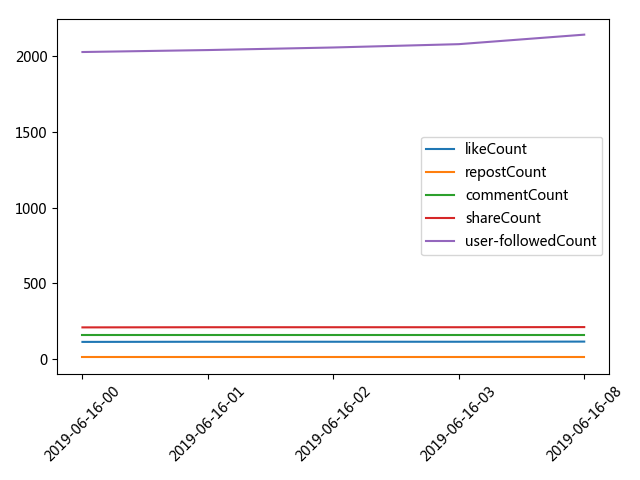 2000
1500
1000
500
0
likeCount
repostCount
commentCount
shareCount
user-followedCount
2019-06-16-00
2019-06-16-01
2019-06-16-02
2019-06-16-03
2019-06-16-08